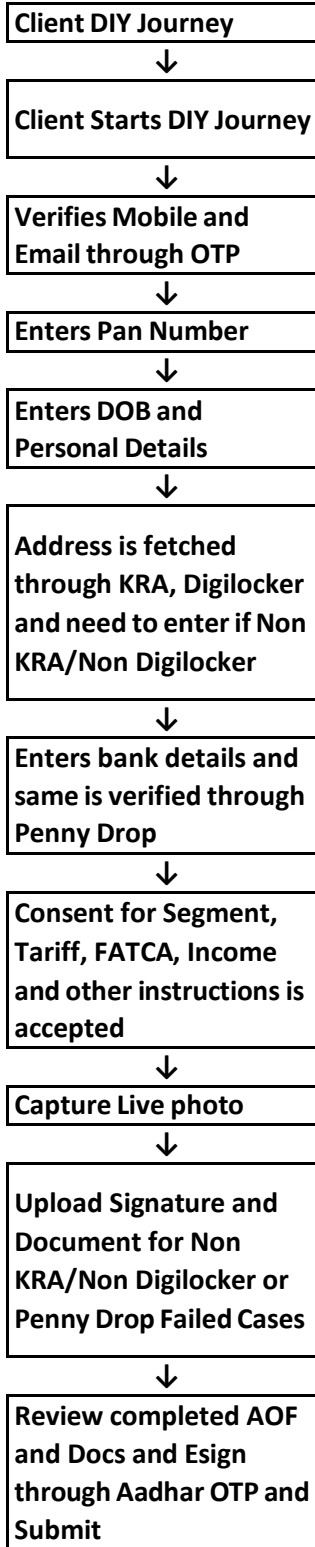 Client DIY Journey
↓
Client Starts DIY Journey
↓
Verifies Mobile and
Email through OTP
↓
Enters Pan Number
↓
Enters DOB and
Personal Details
↓
Address is fetched
through KRA, Digilocker
and need to enter if Non
KRA/Non Digilocker
↓
Enters bank details and
same is verified through
Penny Drop
↓
Consent for Segment,
Tariff, FATCA, Income
and other instructions is
accepted
↓
Capture Live photo
↓
Upload Signature and
Document for Non
KRA/Non Digilocker or
Penny Drop Failed Cases
↓
Review completed AOF
and Docs and Esign
through Aadhar OTP and
Submit